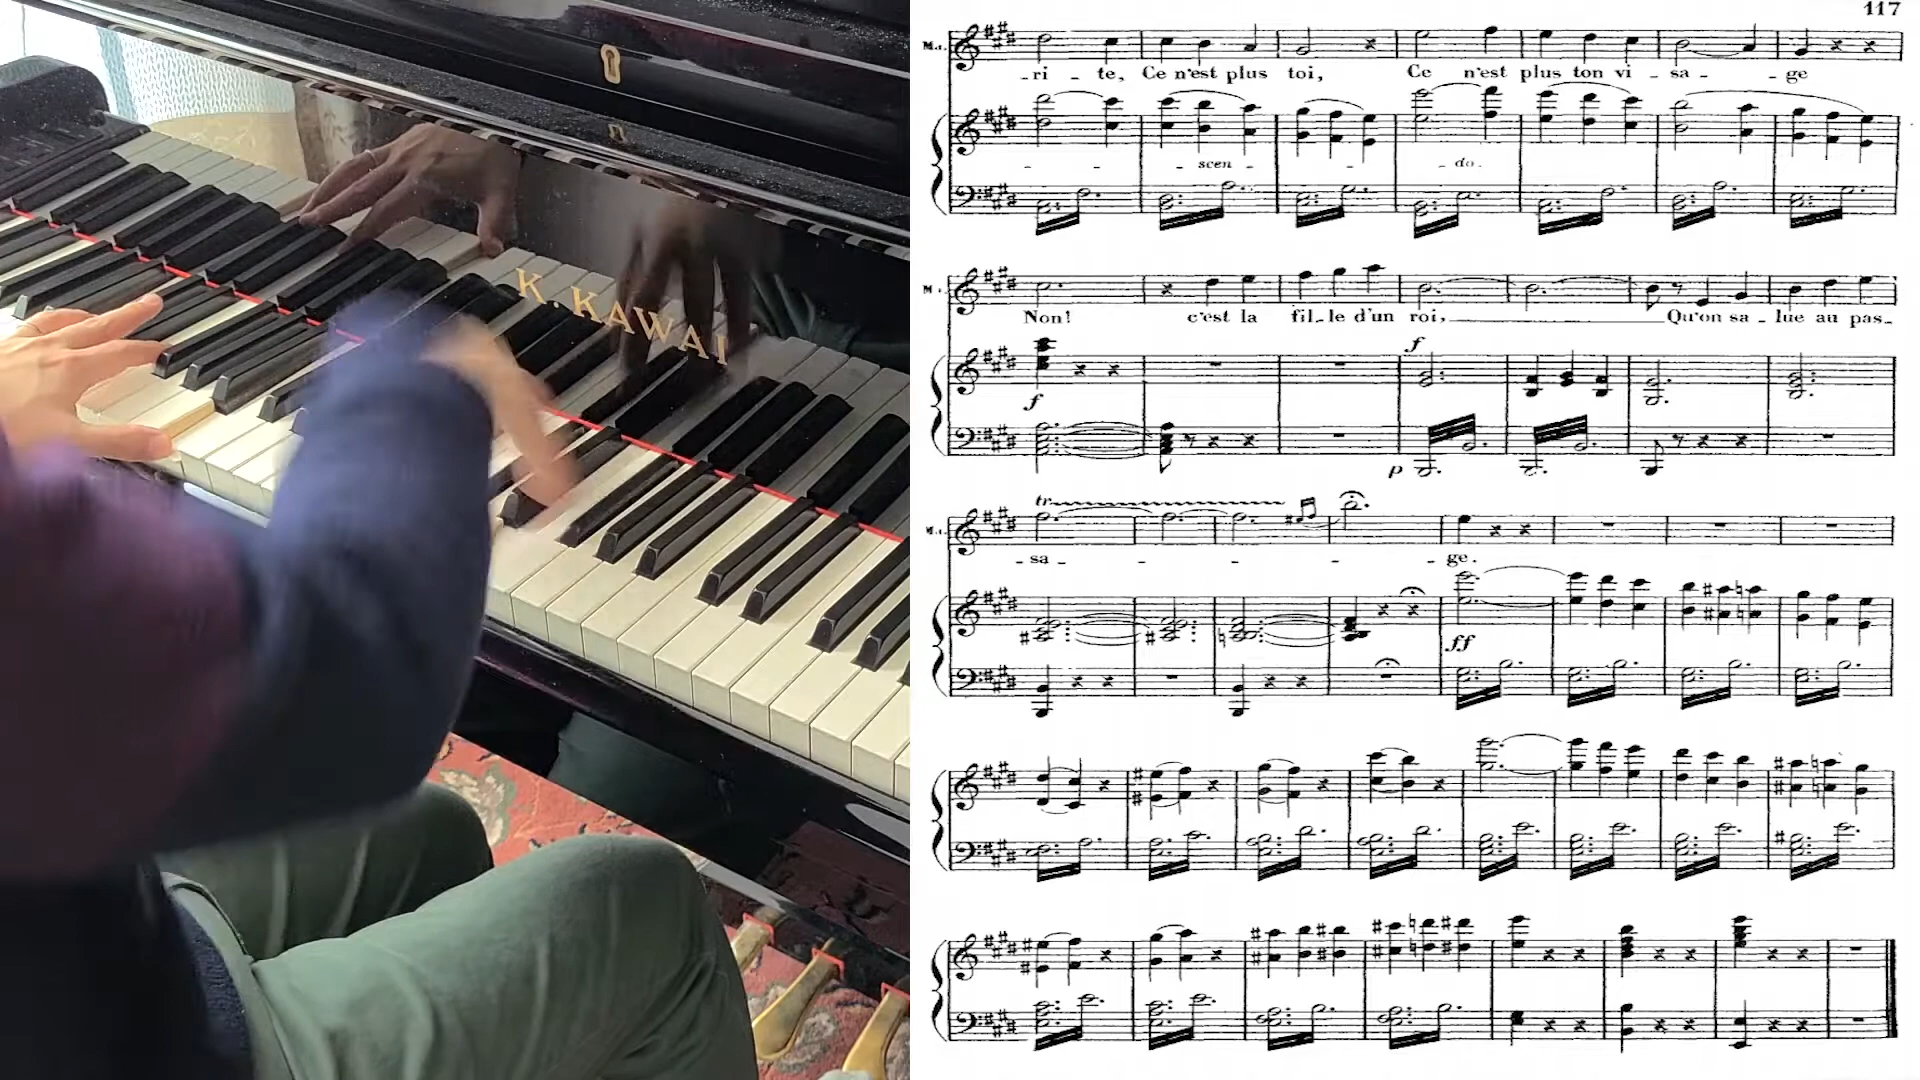 K.KAWAI
117
M.
-ri-te, Ce n'est plus toi, Ce n'est plus ton vi-sa--ge
- - -scen- - -do. - - -
M.
Non! c'est la fil-le d'un roi, Qu'on sa-lue au pas-
f
f
p
tr
M.
-sa- - - -ge.
ff